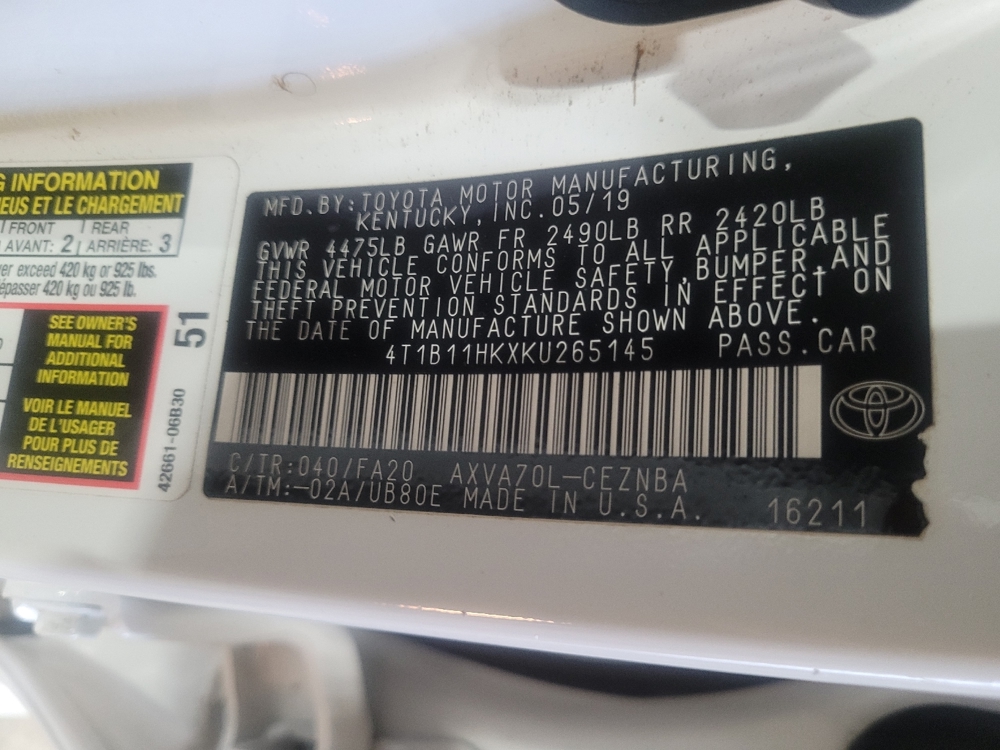 G INFORMATION
EUS ET LE CHARGEMENT
FRONT REAR
AVANT: 2 ARRIÈRE: 3
er exceed 420 kg or 925 lbs.
épasser 420 kg ou 925 lb.
SEE OWNER'S
MANUAL FOR
ADDITIONAL
INFORMATION
VOIR LE MANUEL
DE L'USAGER
POUR PLUS DE
RENSEIGNEMENTS
51
42661-06B30
MFD. BY: TOYOTA MOTOR MANUFACTURING,
KENTUCKY, INC. 05/19
GVWR 4475LB GAWR FR 2490LB RR 2420LB
THIS VEHICLE CONFORMS TO ALL APPLICABLE
FEDERAL MOTOR VEHICLE SAFETY, BUMPER, AND
THEFT PREVENTION STANDARDS IN EFFECT ON
THE DATE OF MANUFACTURE SHOWN ABOVE.
4T1B11HKXKU265145 PASS.CAR
C/TR:040/FA20 AXVA70L-CEZNBA
A/TM:-02A/UB80E MADE IN U.S.A. 16211